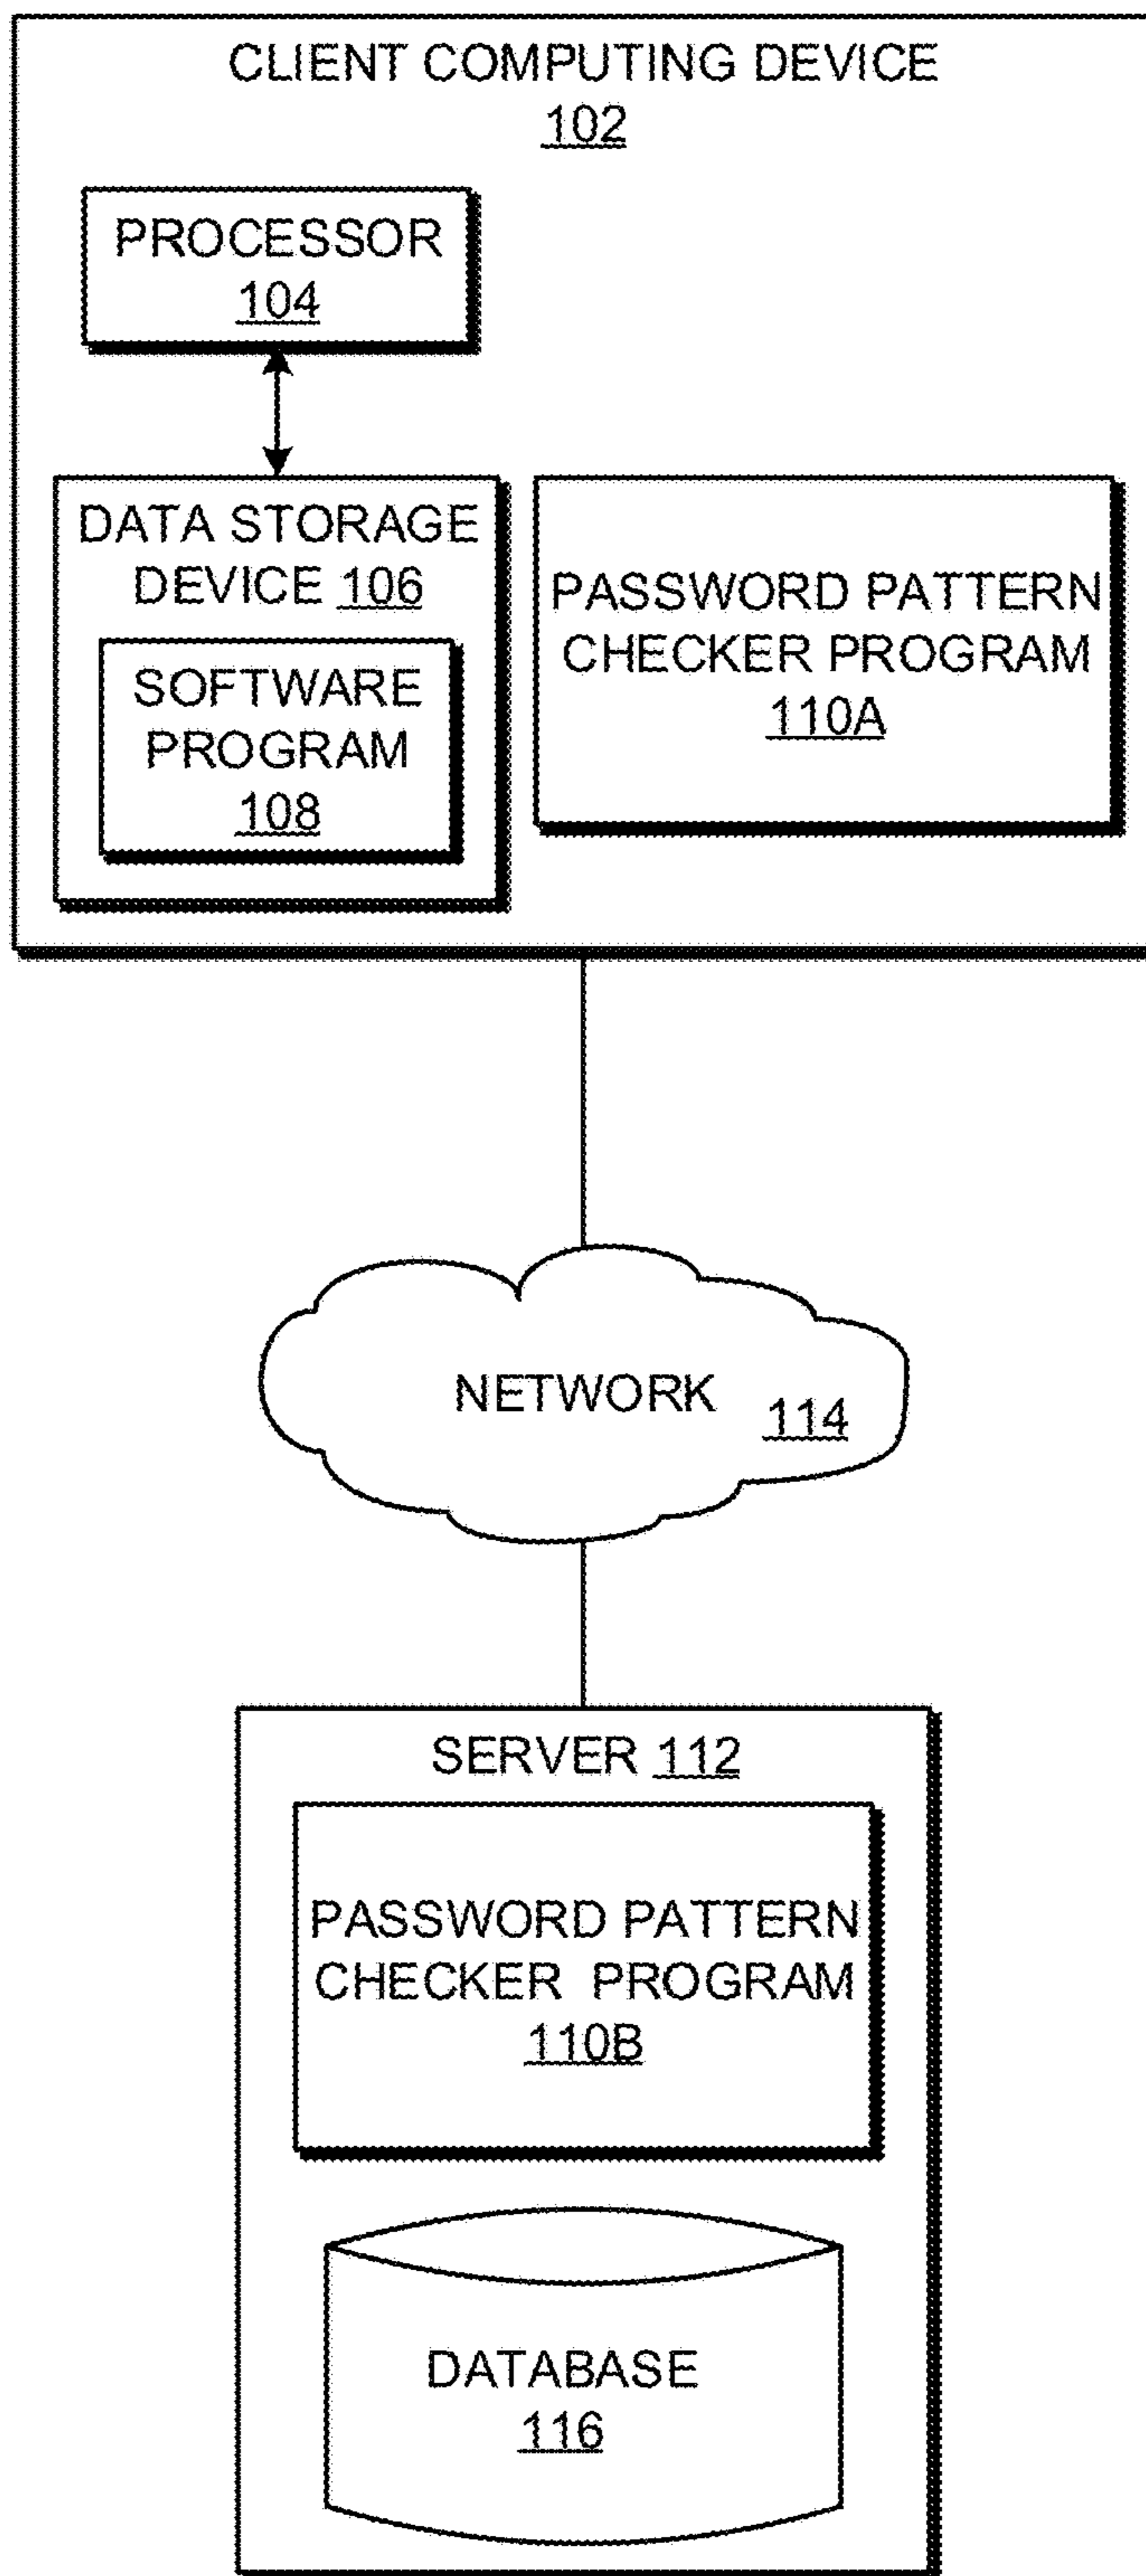 CLIENT COMPUTING DEVICE
102
PROCESSOR
104
DATA STORAGE
DEVICE 106
SOFTWARE
PROGRAM
108
PASSWORD PATTERN
CHECKER PROGRAM
110A
NETWORK 114
SERVER 112
PASSWORD PATTERN
CHECKER PROGRAM
110B
DATABASE
116